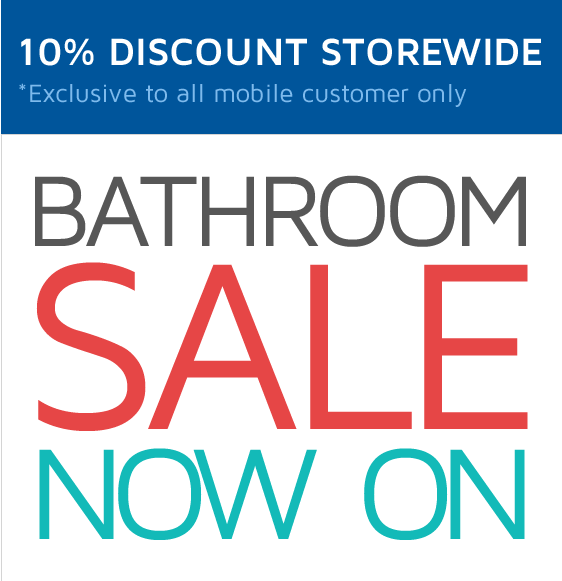 10% DISCOUNT STOREWIDE
*Exclusive to all mobile customer only
BATHROOM
SALE
NOW ON